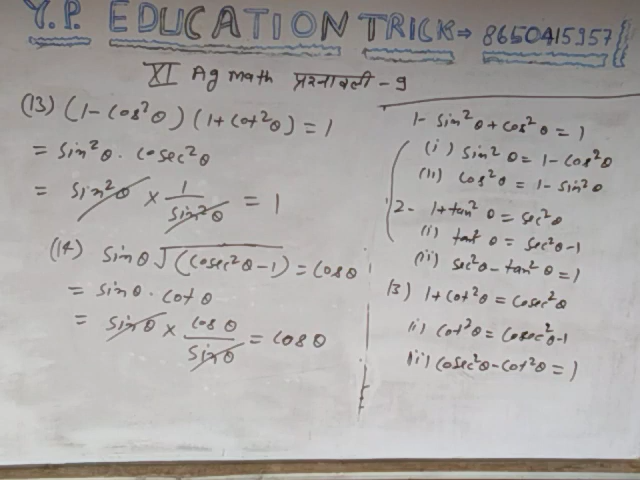 Y.P. EDUCATION TRICK→ 8650415957
XI Ag Math प्रश्नावली - 9
(13) (1-Cos²θ) (1+Cot²θ) = 1
= Sin²θ · Cosec²θ
= Sin²θ × 1/Sin²θ = 1
(14) Sinθ √(Cosec²θ-1) = Cosθ
= Sinθ · Cotθ
= Sinθ × Cosθ/Sinθ = Cosθ
1- Sin²θ + Cos²θ = 1
(i) Sin²θ = 1 - Cos²θ
(ii) Cos²θ = 1 - Sin²θ
2- 1+tan²θ = Sec²θ
(i) tan²θ = Sec²θ-1
(ii) Sec²θ - tan²θ = 1
(3) 1+Cot²θ = Cosec²θ
(i) Cot²θ = Cosec²θ-1
(ii) Cosec²θ - Cot²θ = 1